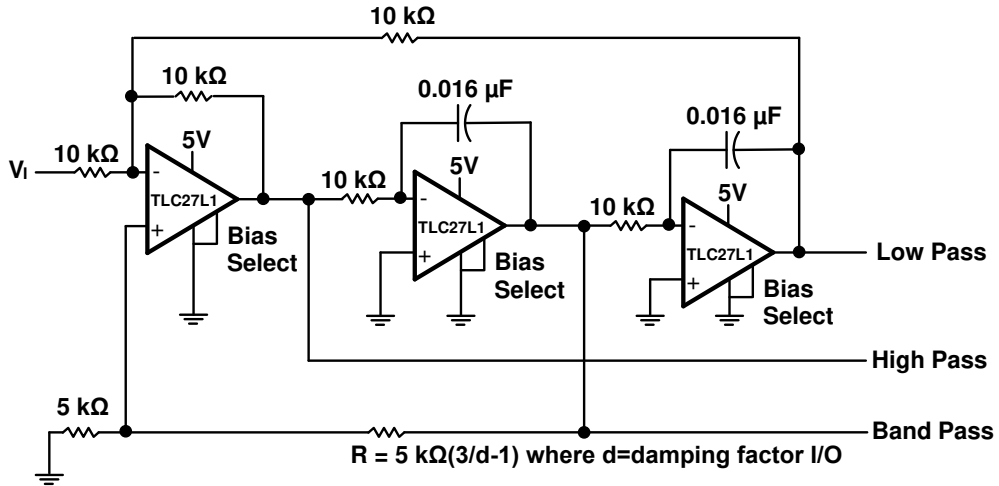 10 kΩ
10 kΩ
0.016 µF
0.016 µF
5V
5V
5V
VI
10 kΩ
-
TLC27L1
+
10 kΩ
-
TLC27L1
+
10 kΩ
-
TLC27L1
+
Bias
Select
Bias
Select
Bias
Select
Low Pass
High Pass
5 kΩ
Band Pass
R = 5 kΩ(3/d-1) where d=damping factor I/O